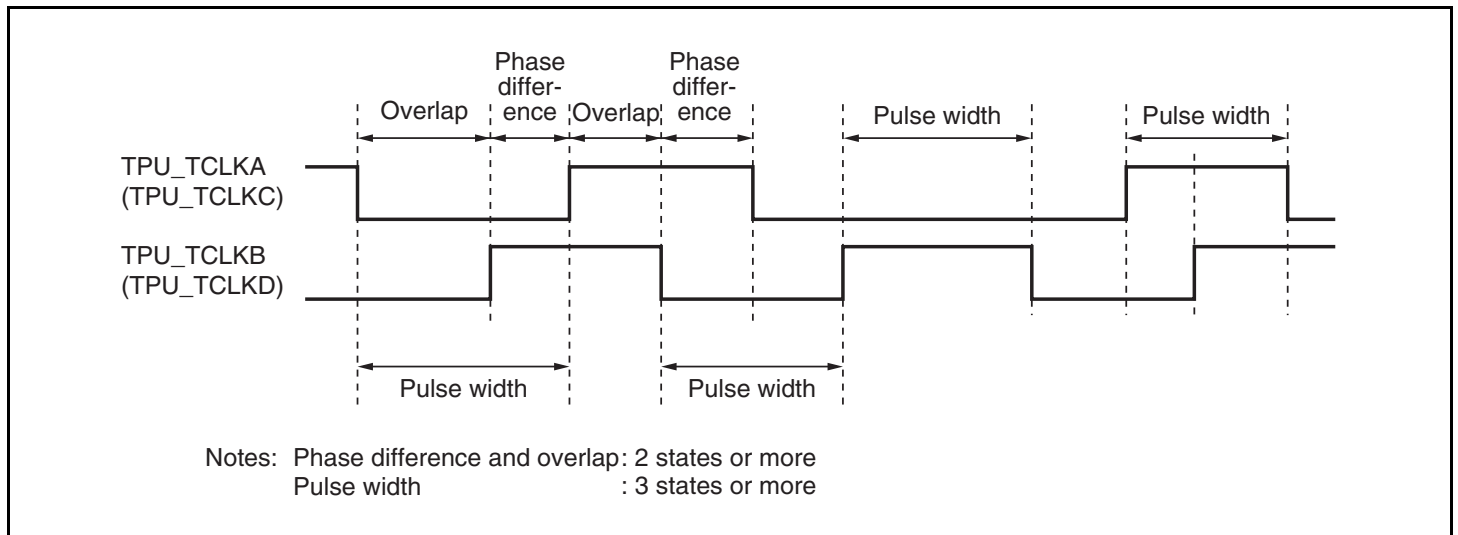 Phase
differ-
ence
Phase
differ-
ence
Overlap
Overlap
Pulse width
Pulse width
TPU_TCLKA
(TPU_TCLKC)
TPU_TCLKB
(TPU_TCLKD)
Pulse width
Pulse width
Notes: Phase difference and overlap: 2 states or more
Pulse width : 3 states or more